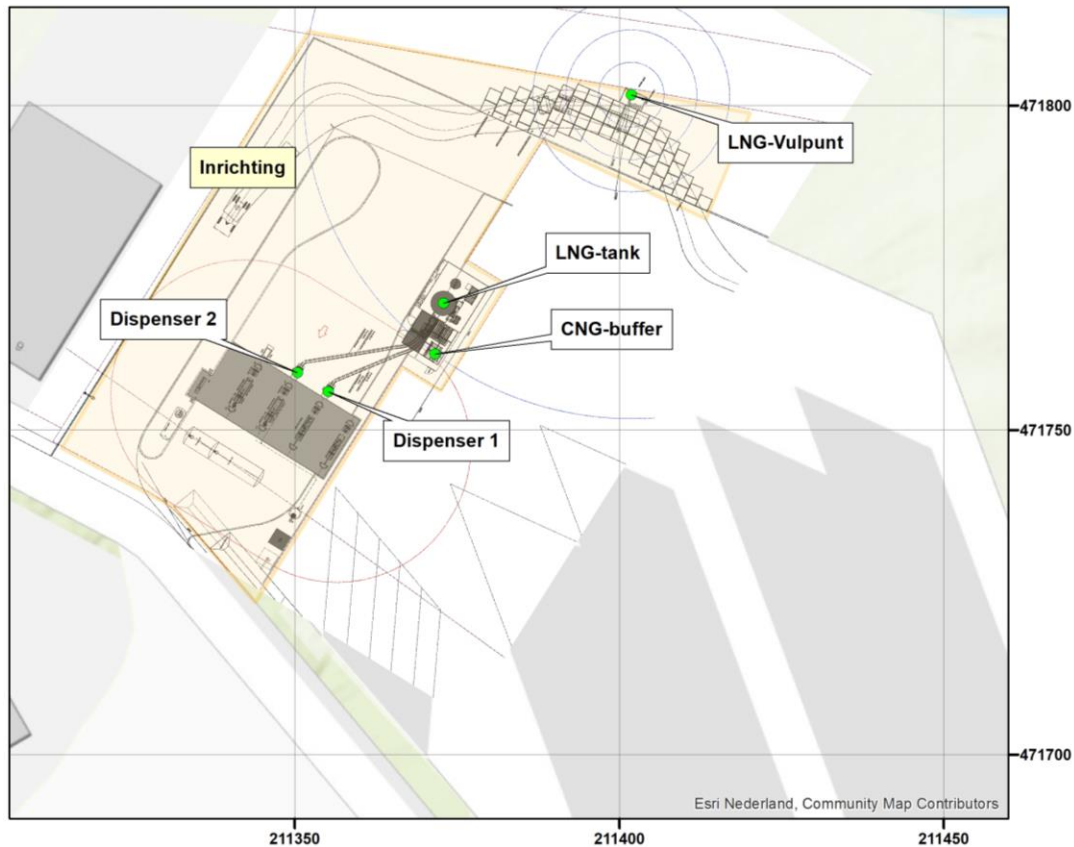 471800
LNG-Vulpunt
Inrichting
LNG-tank
Dispenser 2
CNG-buffer
Dispenser 1
471750
471700
Esri Nederland, Community Map Contributors
211350
211400
211450